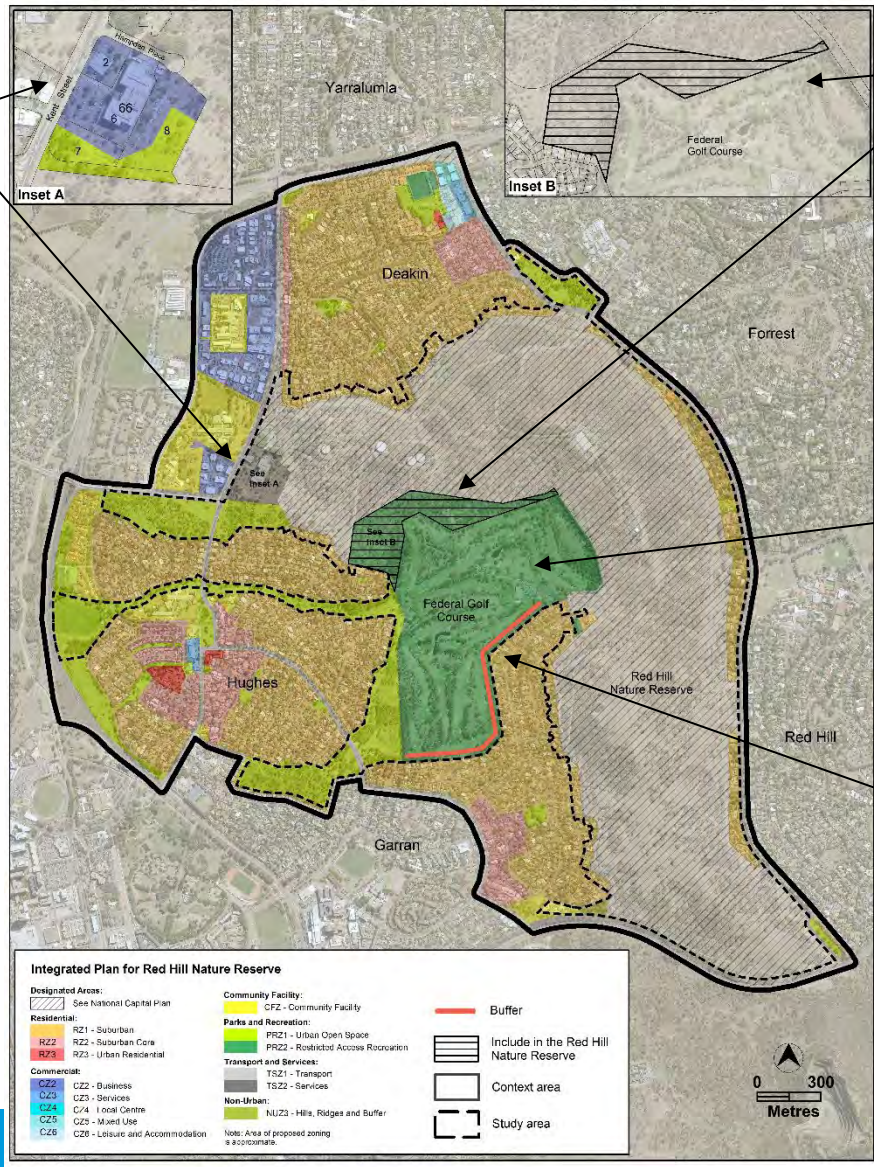 Hampden Place
Kent Street
2
66
6
8
7
Inset A
Yarralumla
Federal
Golf Course
Inset B
Deakin
Forrest
See
Inset A
See
Inset B
Federal Golf
Course
Hughes
Red Hill
Nature Reserve
Red Hill
Garran
Integrated Plan for Red Hill Nature Reserve
Designated Areas:
See National Capital Plan
Residential:
RZ1 - Suburban
RZ2 RZ2 - Suburban Core
RZ3 RZ3 - Urban Residential
Commercial:
CZ2 CZ2 - Business
CZ3 CZ3 - Services
CZ4 CZ4 - Local Centre
CZ5 CZ5 - Mixed Use
CZ6 CZ6 - Leisure and Accommodation
Community Facility:
CFZ - Community Facility
Parks and Recreation:
PRZ1 - Urban Open Space
PRZ2 - Restricted Access Recreation
Transport and Services:
TSZ1 - Transport
TSZ2 - Services
Non-Urban:
NUZ3 - Hills, Ridges and Buffer
Note: Area of proposed zoning
is approximate.
Buffer
Include in the Red Hill
Nature Reserve
Context area
Study area
0 300
Metres